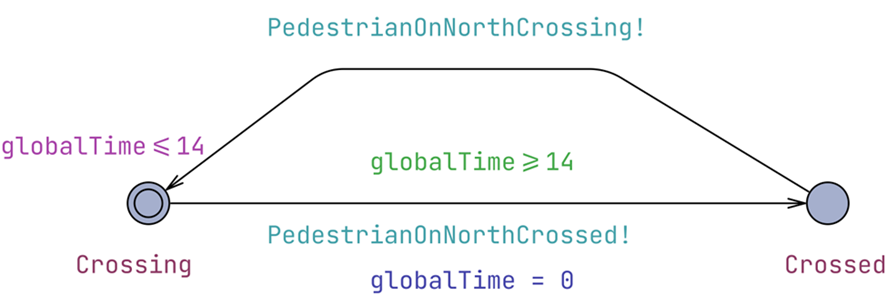 PedestrianOnNorthCrossing!
globalTime⩽14
globalTime⩾14
PedestrianOnNorthCrossed!
Crossing
Crossed
globalTime = 0